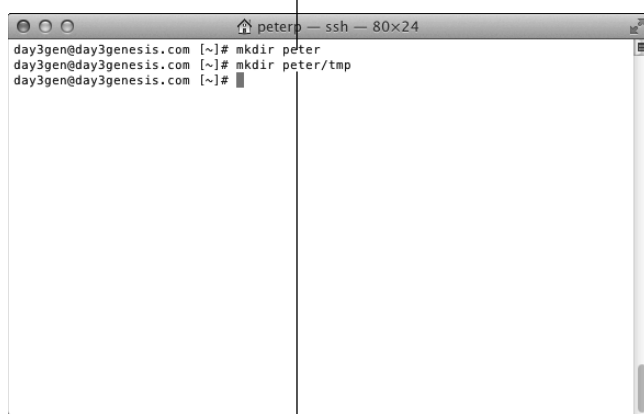 peterp — ssh — 80×24
day3gen@day3genesis.com [~]# mkdir peter
day3gen@day3genesis.com [~]# mkdir peter/tmp
day3gen@day3genesis.com [~]#